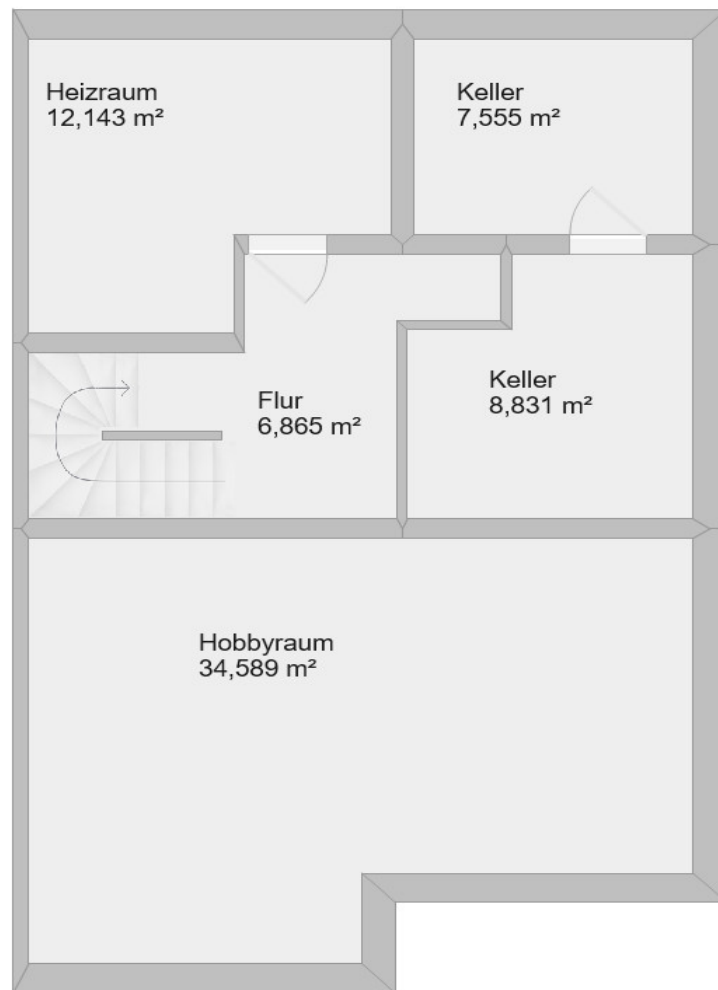 Heizraum
12,143 m²
Keller
7,555 m²
Keller
8,831 m²
Flur
6,865 m²
Hobbyraum
34,589 m²